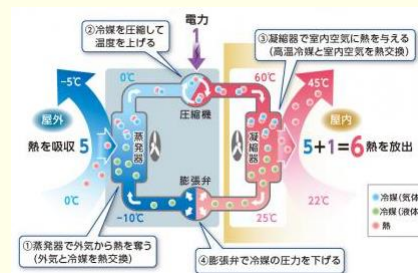 ②冷媒を圧縮して
温度を上げる
電力
1
③凝縮器で室内空気に熱を与える
(高温冷媒と室内空気を熱交換)
-5℃
0℃
60℃
45℃
圧縮機
屋外
熱を吸収 5
蒸発器
凝縮器
屋内
5+1=6 熱を放出
0℃
膨張弁
22℃
-10℃
25℃
冷媒(気体
冷媒(液体
熱
①蒸発器で外気から熱を奪う
(外気と冷媒を熱交換)
④膨張弁で冷媒の圧力を下げる